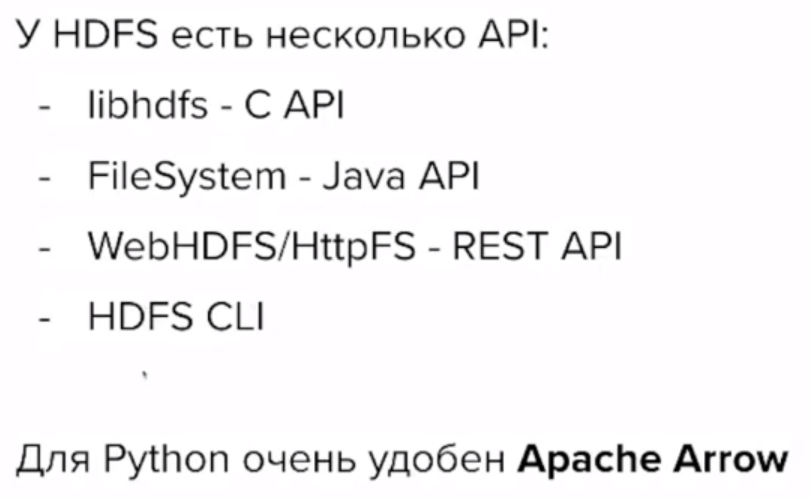 У HDFS есть несколько API:
- libhdfs - C API
- FileSystem - Java API
- WebHDFS/HttpFS - REST API
- HDFS CLI
Для Python очень удобен Apache Arrow